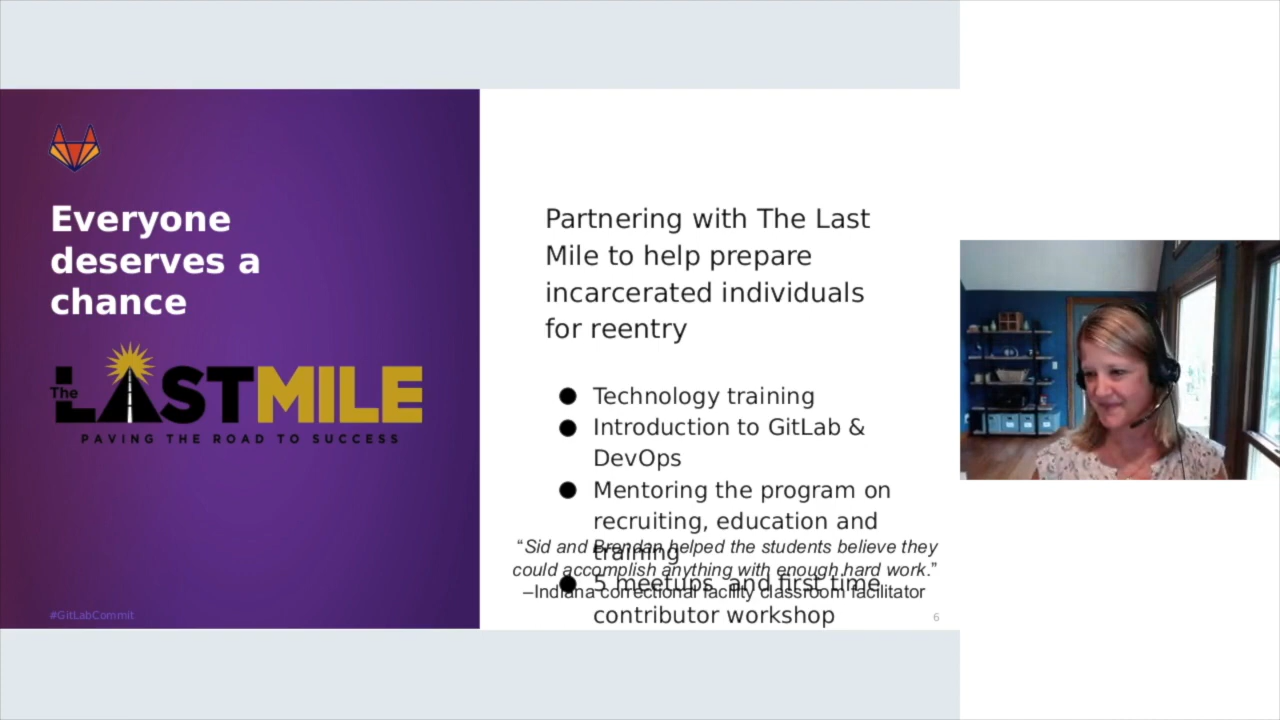 Everyone
deserves a
chance
The LAST MILE
PAVING THE ROAD TO SUCCESS
#GitLabCommit
Partnering with The Last
Mile to help prepare
incarcerated individuals
for reentry
● Technology training
● Introduction to GitLab &
DevOps
● Mentoring the program on
recruiting, education and
training
● 5 meetups and first time
contributor workshop
“Sid and Brendan helped the students believe they
could accomplish anything with enough hard work.”
–Indiana correctional facility classroom facilitator
6